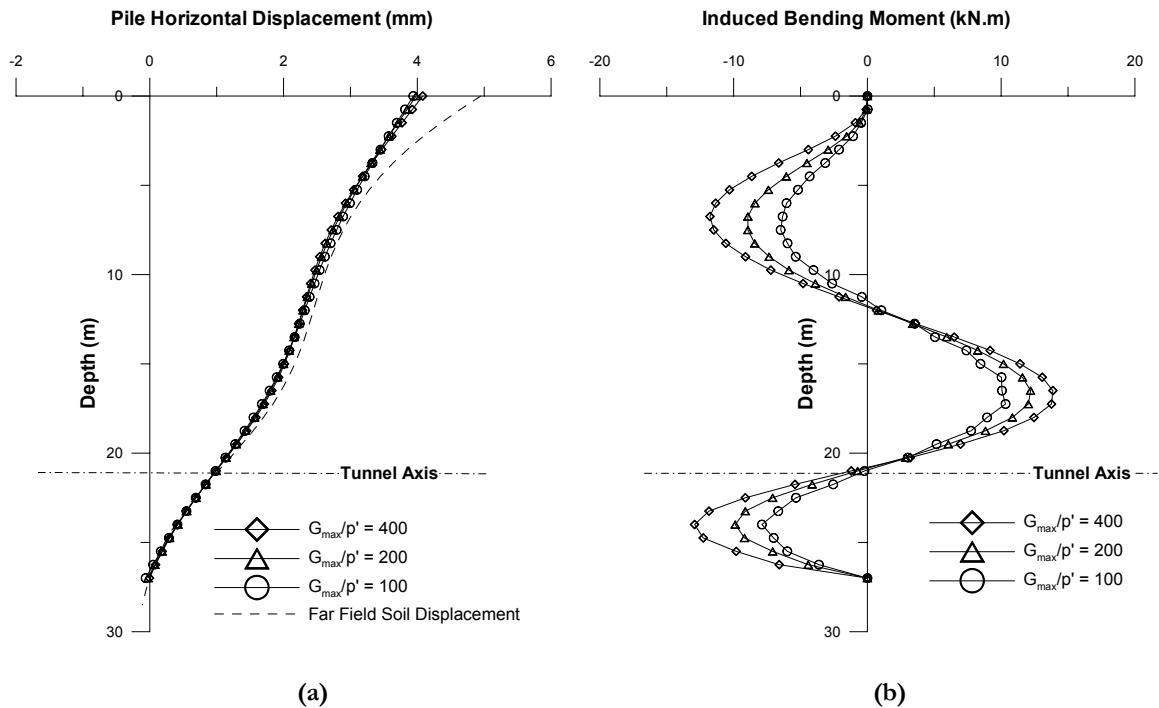 Pile Horizontal Displacement (mm)
-2 0 2 4 6
0
10
20
30
Depth (m)
Tunnel Axis
G_max/p' = 400
G_max/p' = 200
G_max/p' = 100
Far Field Soil Displacement
(a)
Induced Bending Moment (kN.m)
-20 -10 0 10 20
0
10
20
30
Depth (m)
Tunnel Axis
G_max/p' = 400
G_max/p' = 200
G_max/p' = 100
(b)